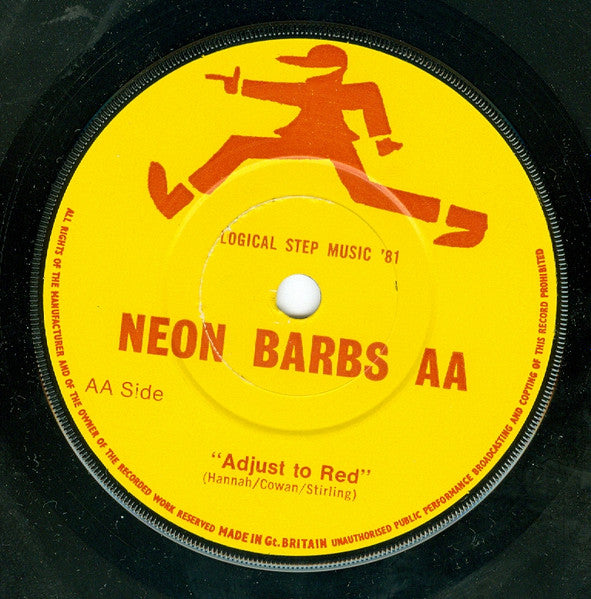 LOGICAL STEP MUSIC '81
NEON BARBS AA
AA Side
"Adjust to Red"
(Hannah/Cowan/Stirling)
ALL RIGHTS OF THE MANUFACTURER AND OF THE OWNER OF THE RECORDED WORK RESERVED MADE IN Gt. BRITAIN UNAUTHORISED PUBLIC PERFORMANCE BROADCASTING AND COPYING OF THIS RECORD PROHIBITED